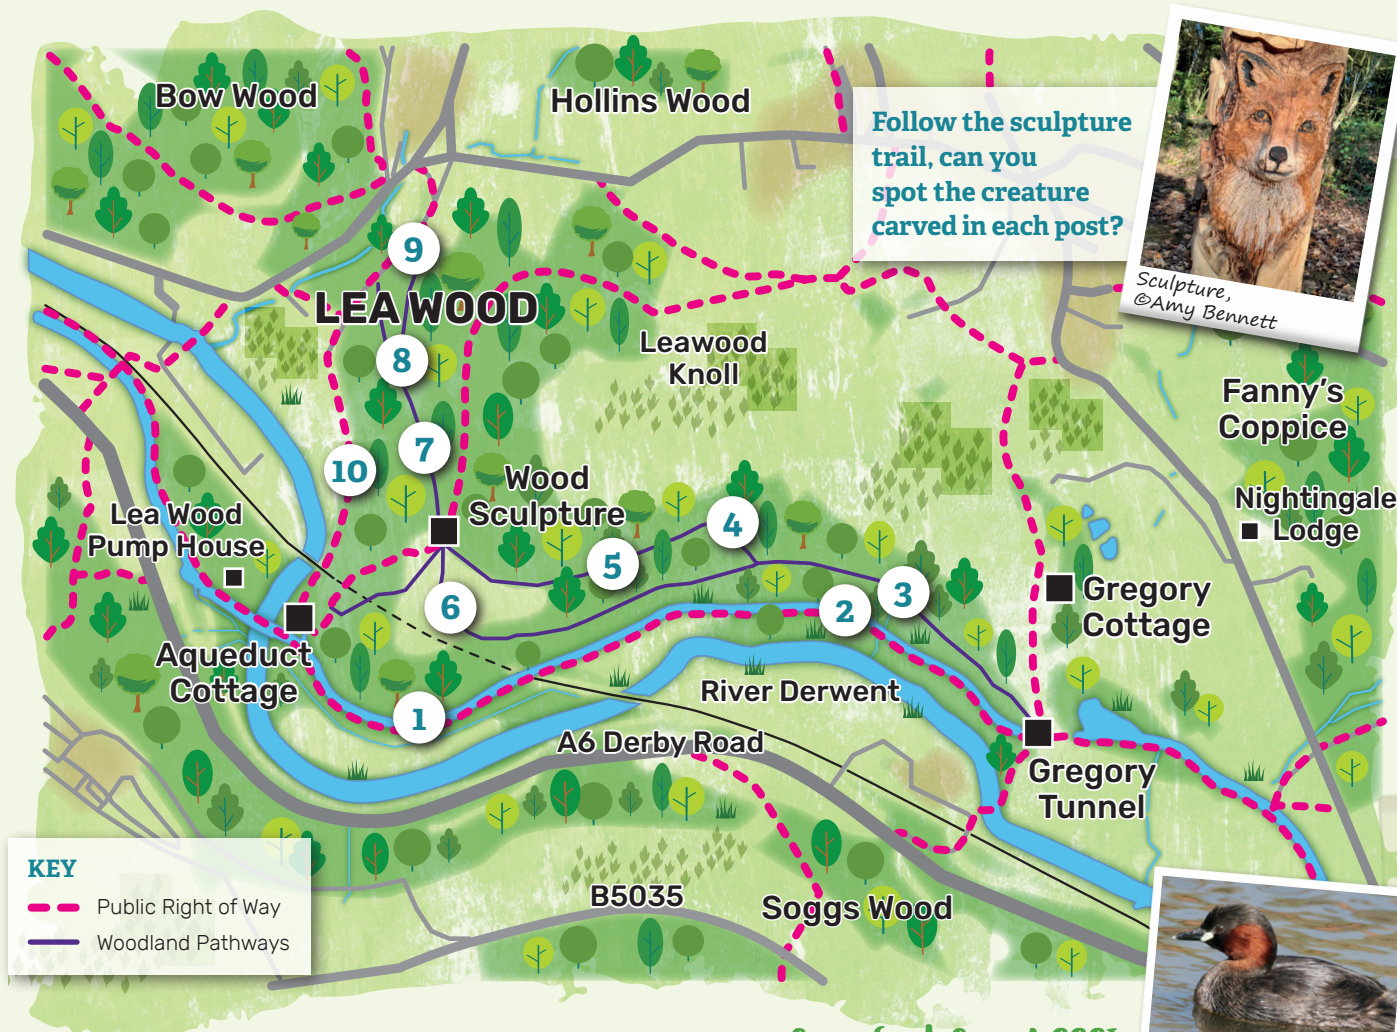 Bow Wood
Hollins Wood
Follow the sculpture
trail, can you
spot the creature
carved in each post?
Sculpture,
©Amy Bennett
9
LEA WOOD
8
Leawood
Knoll
Fanny's
Coppice
7
10
Wood
Sculpture
Nightingale
Lodge
Lea Wood
Pump House
4
5
6
3
2
Gregory
Cottage
Aqueduct
Cottage
1
River Derwent
A6 Derby Road
Gregory
Tunnel
KEY
Public Right of Way
Woodland Pathways
B5035
Soggs Wood